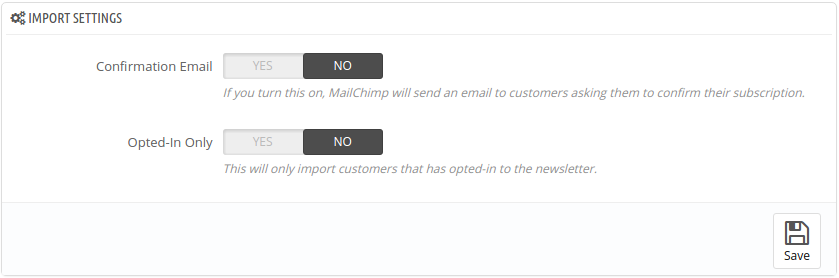 IMPORT SETTINGS
Confirmation Email YES NO
If you turn this on, MailChimp will send an email to customers asking them to confirm their subscription.
Opted-In Only YES NO
This will only import customers that has opted-in to the newsletter.
Save